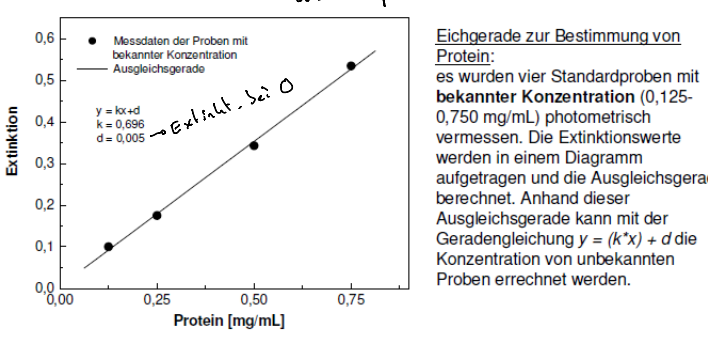 0,6
0,5
0,4
0,3
0,2
0,1
0,0
Extinktion
Messdaten der Proben mit
bekannter Konzentration
Ausgleichsgerade
y = kx+d
k = 0,696
d = 0,005
Extinkt. bei 0
0,00
0,25
0,50
0,75
Protein [mg/mL]
Eichgerade zur Bestimmung von
Protein:
es wurden vier Standardproben mit
bekannter Konzentration (0,125-
0,750 mg/mL) photometrisch
vermessen. Die Extinktionswerte
werden in einem Diagramm
aufgetragen und die Ausgleichsgerad
berechnet. Anhand dieser
Ausgleichsgerade kann mit der
Geradengleichung y = (k*x) + d die
Konzentration von unbekannten
Proben errechnet werden.